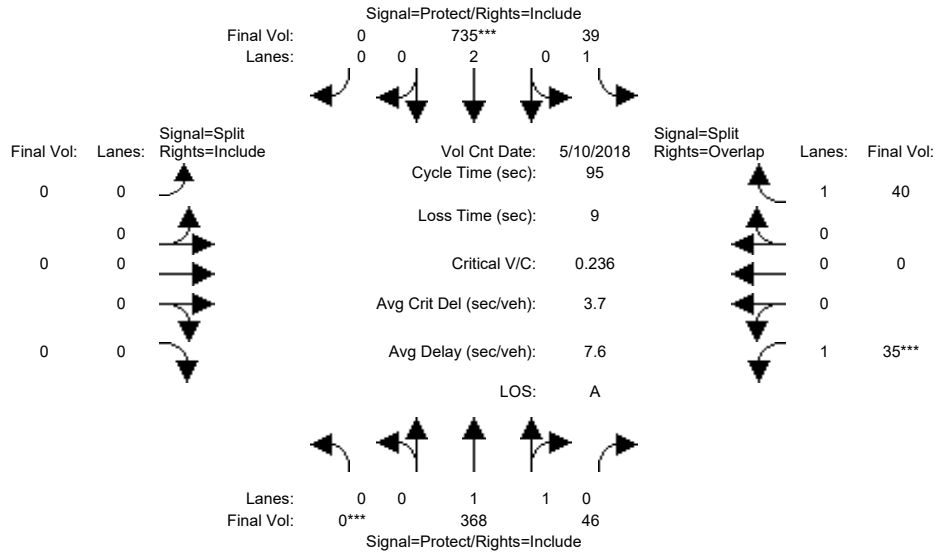 Signal=Protect/Rights=Include
Final Vol: 0 735*** 39
Lanes: 0 0 2 0 1
Signal=Split
Final Vol: Lanes: Rights=Include
Vol Cnt Date: 5/10/2018
Signal=Split
Rights=Overlap Lanes: Final Vol:
Cycle Time (sec): 95
0 0
1 40
Loss Time (sec): 9
0
0
0 0
Critical V/C: 0.236
0 0
0
Avg Crit Del (sec/veh): 3.7
0
0 0
Avg Delay (sec/veh): 7.6
1 35***
LOS: A
Lanes: 0 0 1 1 0
Final Vol: 0*** 368 46
Signal=Protect/Rights=Include